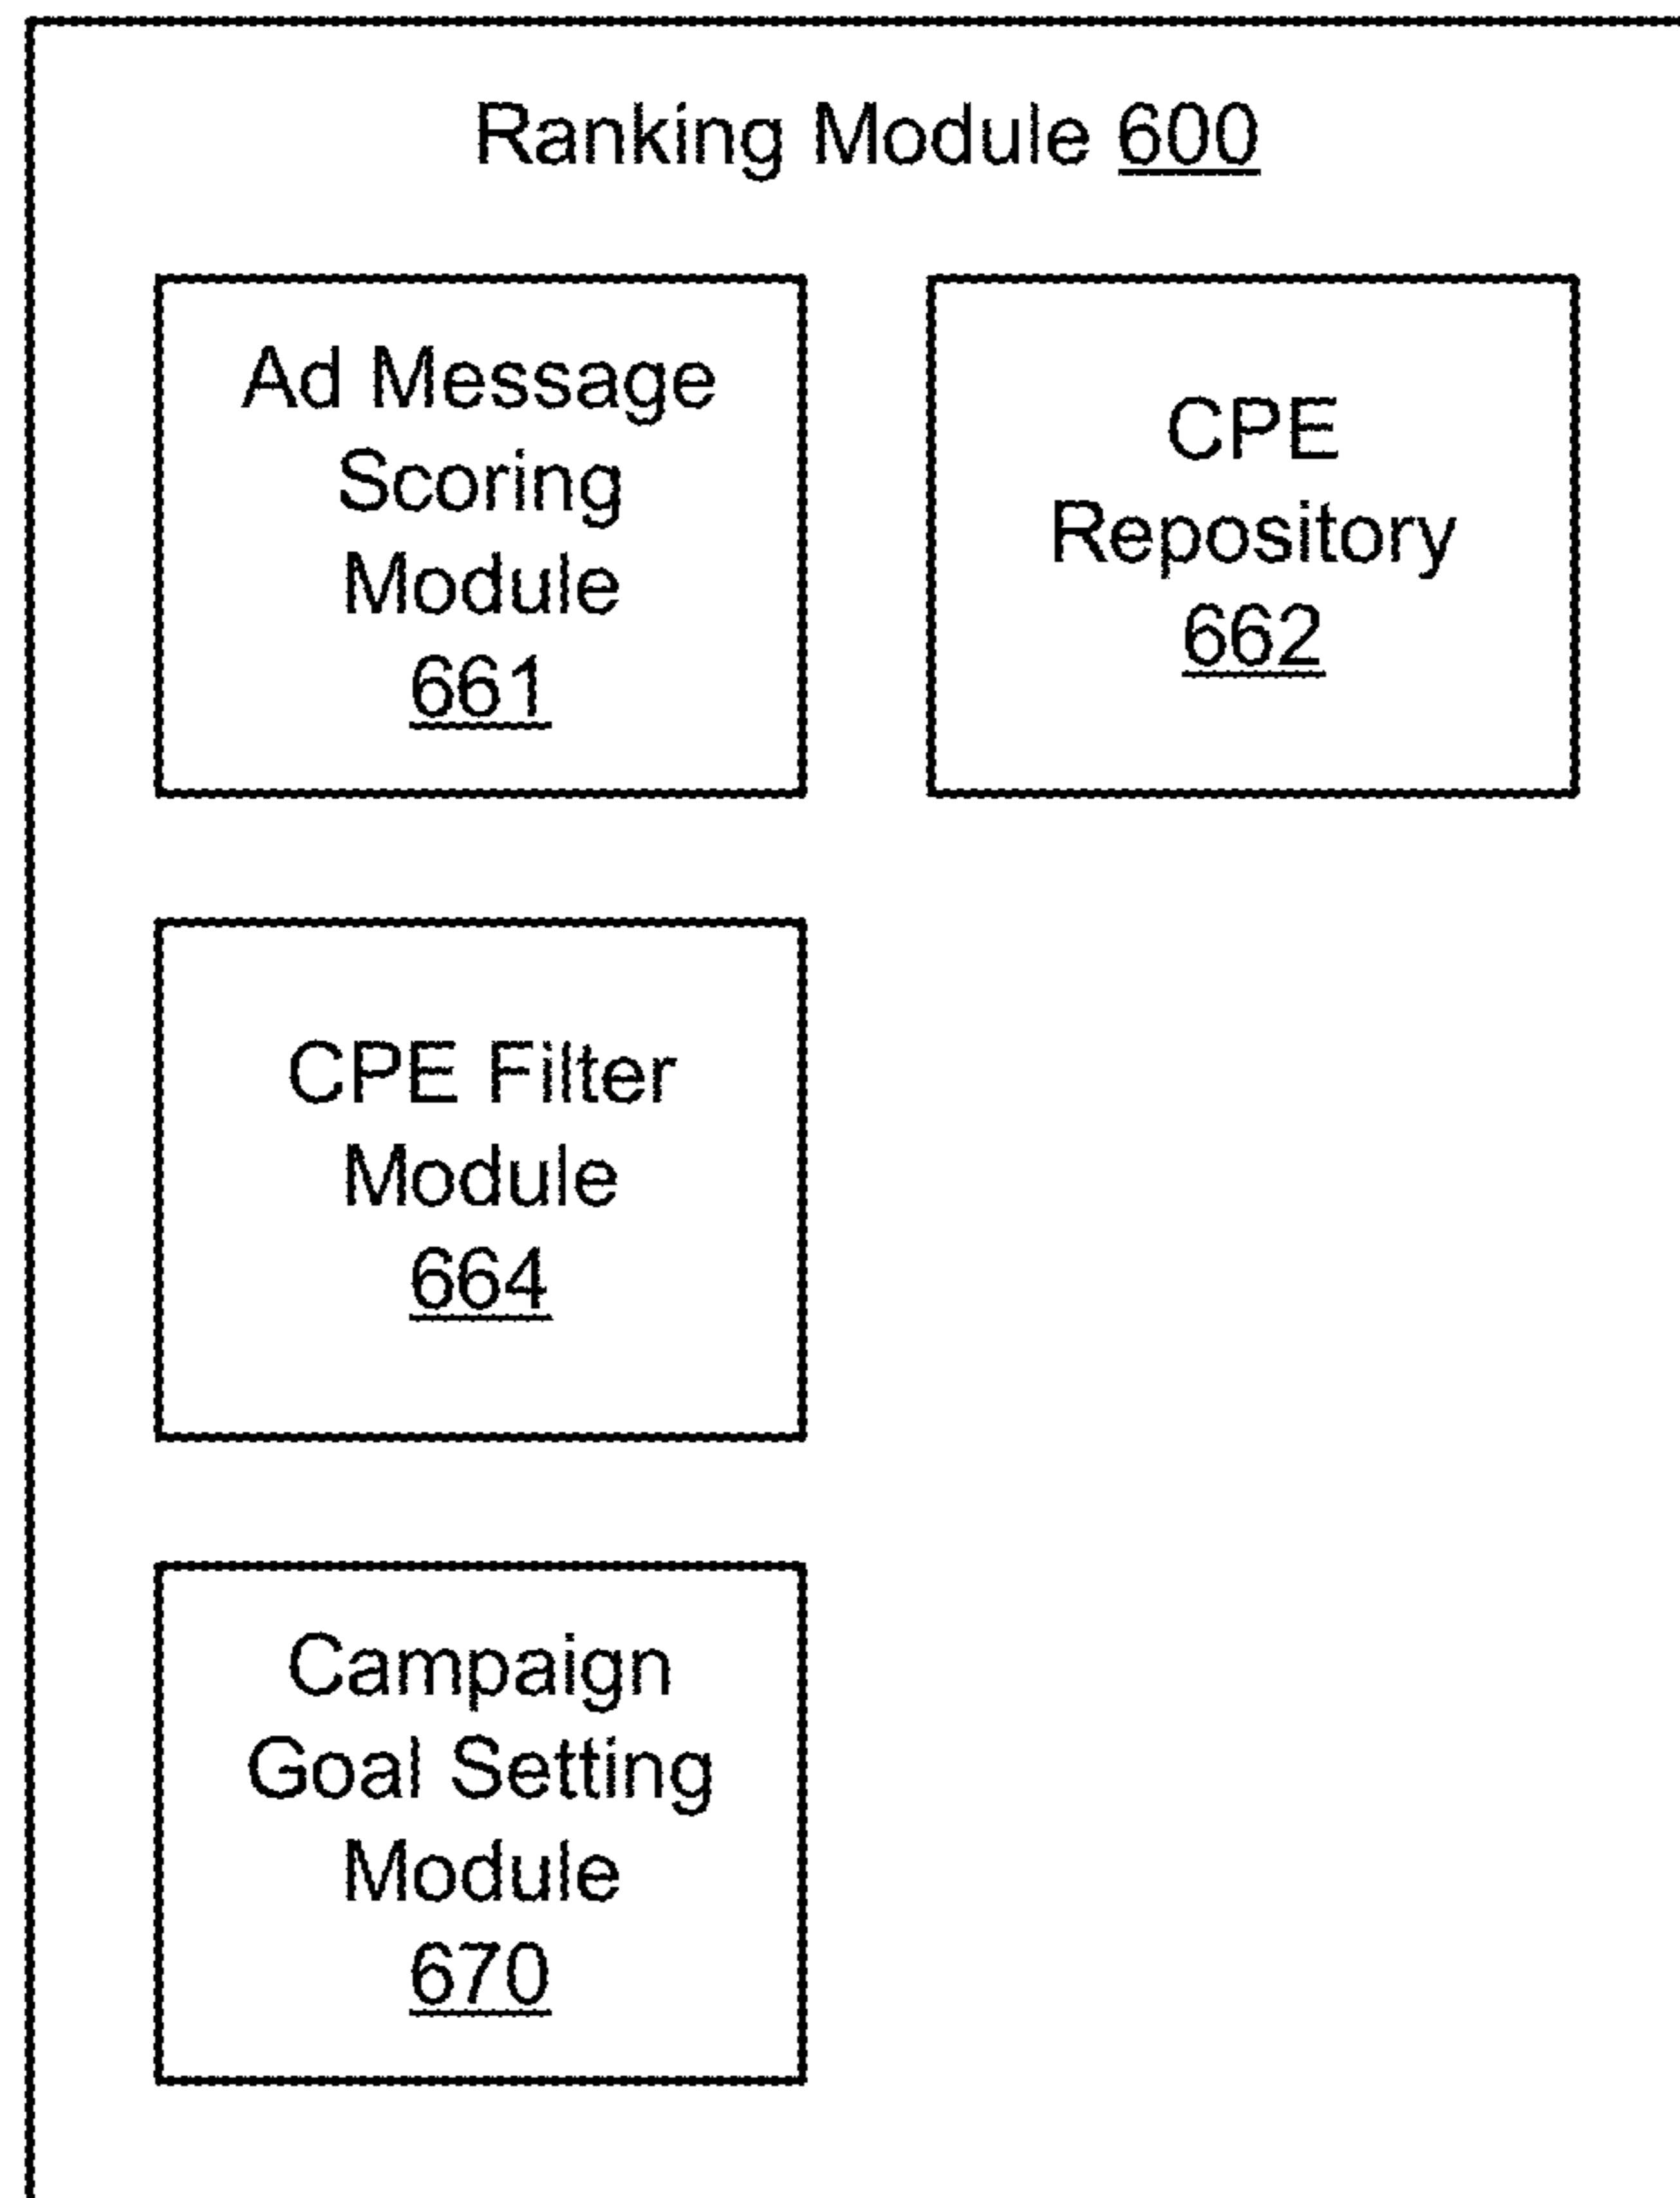 Ranking Module 600
Ad Message
Scoring
Module
661
CPE
Repository
662
CPE Filter
Module
664
Campaign
Goal Setting
Module
670